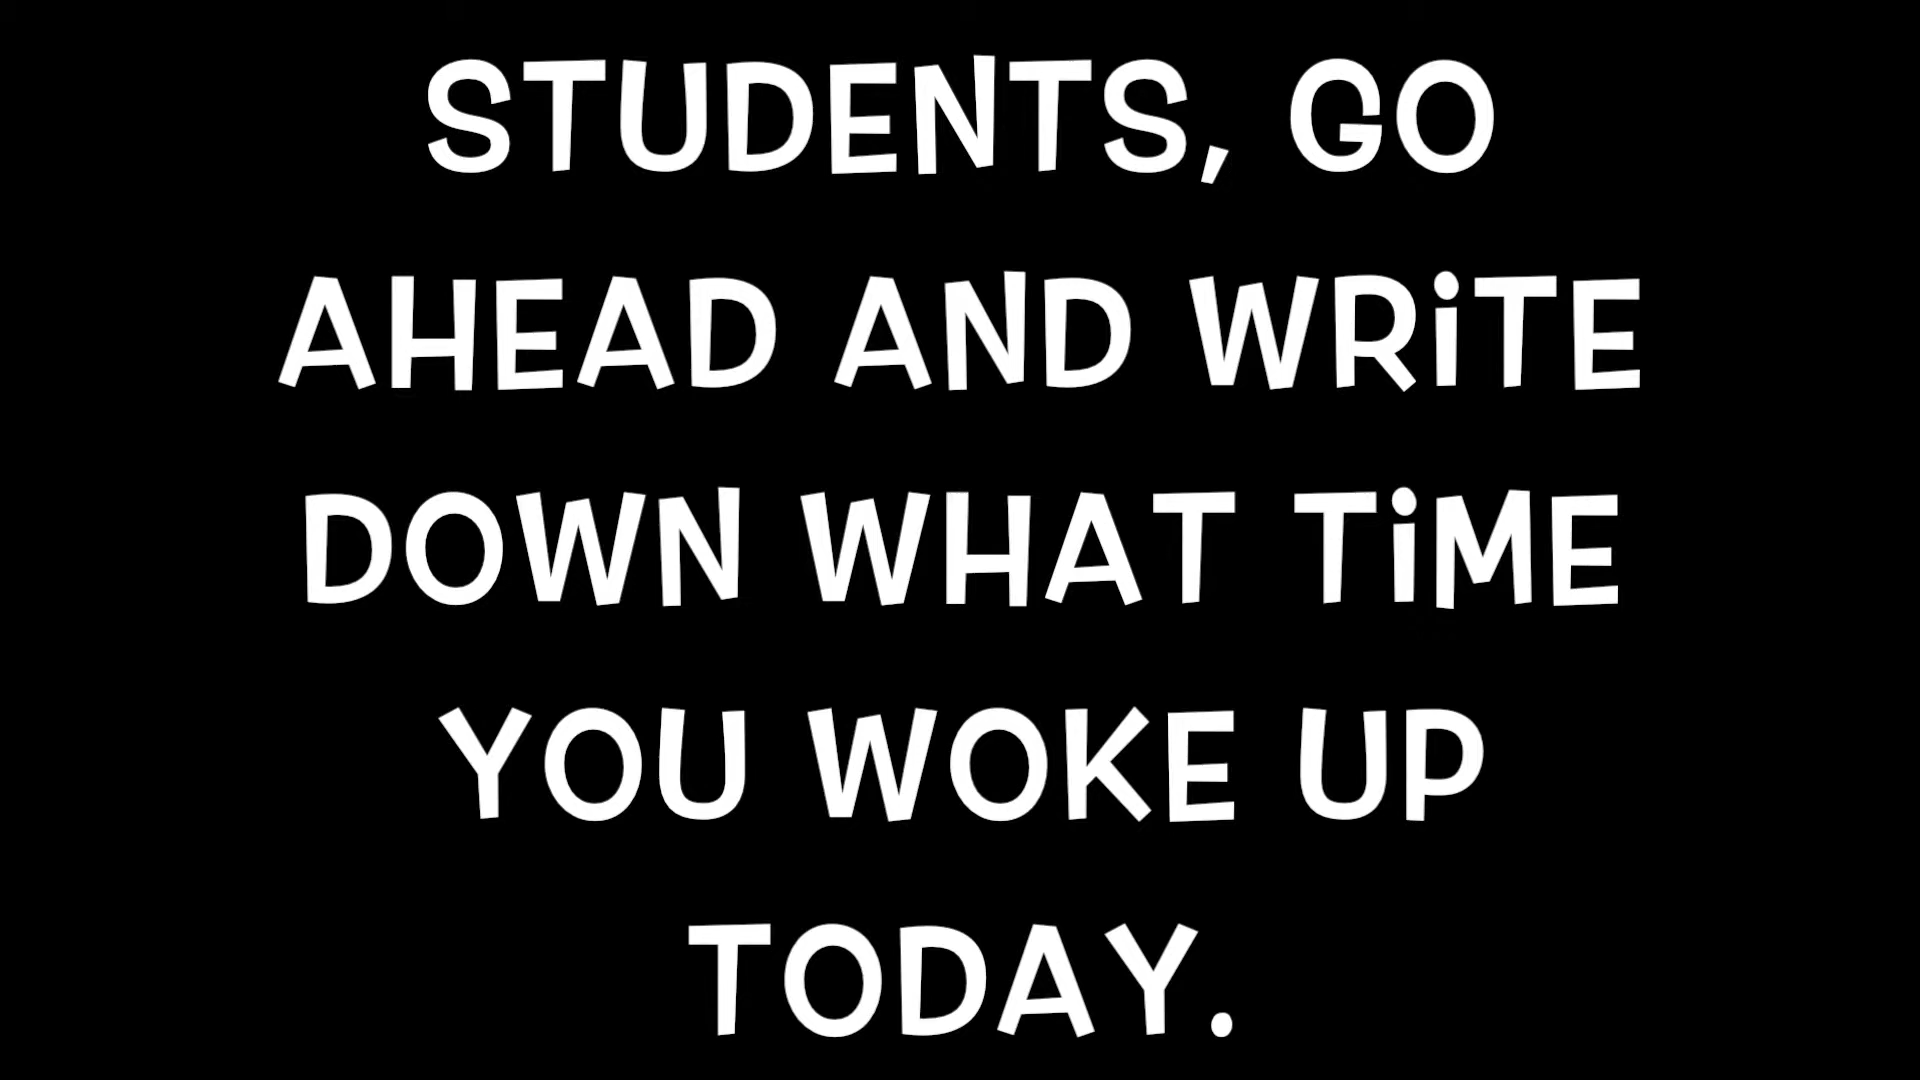 STUDENTS, GO
AHEAD AND WRiTE
DOWN WHAT TiME
YOU WOKE UP
TODAY.